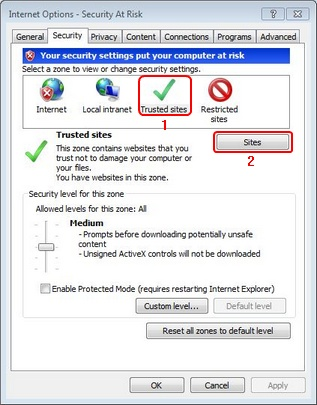 Internet Options - Security At Risk
General Security Privacy Content Connections Programs Advanced
Your security settings put your computer at risk
Select a zone to view or change security settings.
Internet Local intranet Trusted sites Restricted
sites
1
Trusted sites
Sites
2
This zone contains websites that you
trust not to damage your computer or
your files.
You have websites in this zone.
Security level for this zone
Allowed levels for this zone: All
Medium
- Prompts before downloading potentially unsafe
content
- Unsigned ActiveX controls will not be downloaded
Enable Protected Mode (requires restarting Internet Explorer)
Custom level... Default level
Reset all zones to default level
OK Cancel Apply